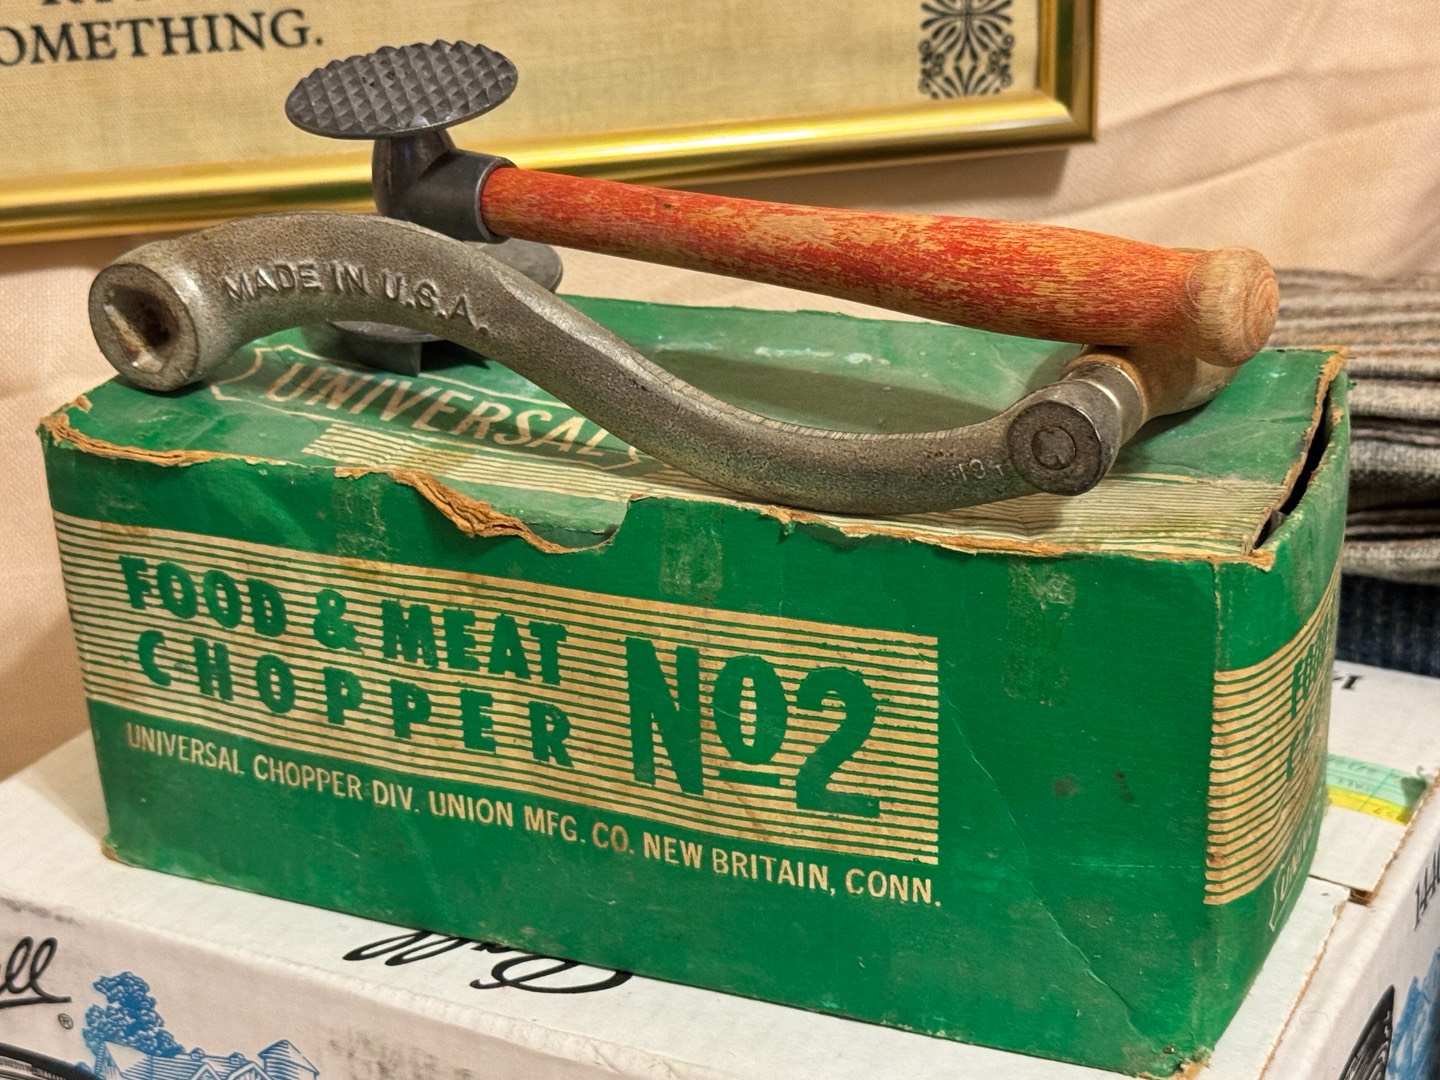 OMETHING.
MADE IN U.S.A.
UNIVERSAL
FOOD & MEAT
CHOPPER No2
UNIVERSAL CHOPPER DIV. UNION MFG. CO. NEW BRITAIN, CONN.
®